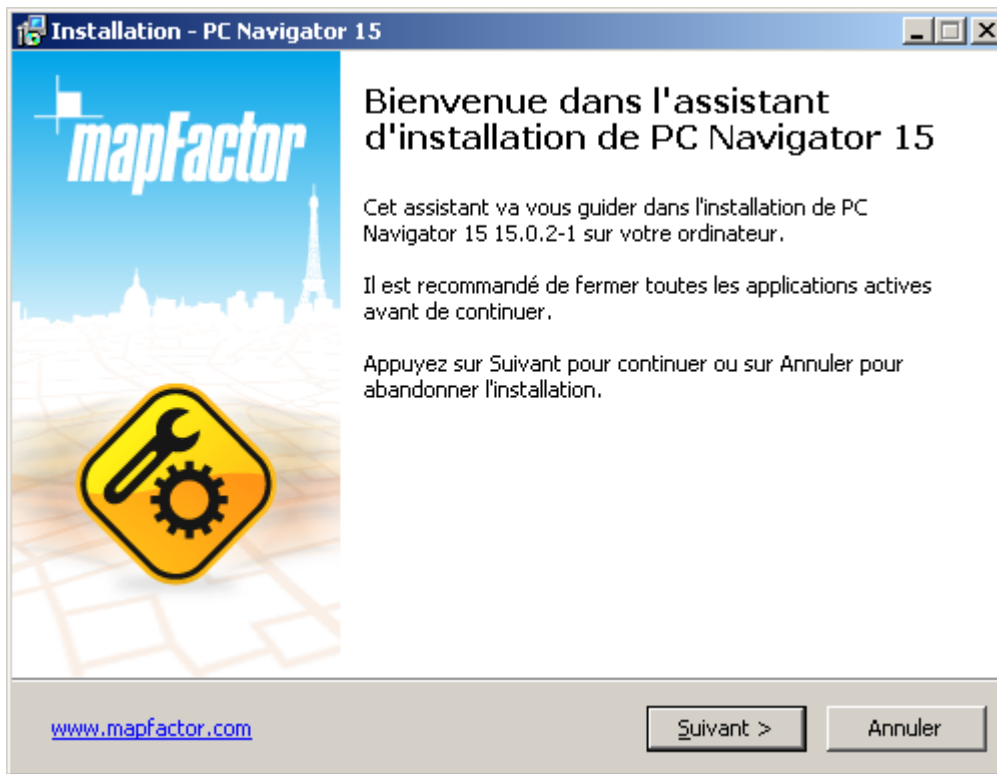 Installation - PC Navigator 15
mapFactor
Bienvenue dans l'assistant
d'installation de PC Navigator 15
Cet assistant va vous guider dans l'installation de PC
Navigator 15 15.0.2-1 sur votre ordinateur.
Il est recommandé de fermer toutes les applications actives
avant de continuer.
Appuyez sur Suivant pour continuer ou sur Annuler pour
abandonner l'installation.
www.mapfactor.com
Suivant >
Annuler